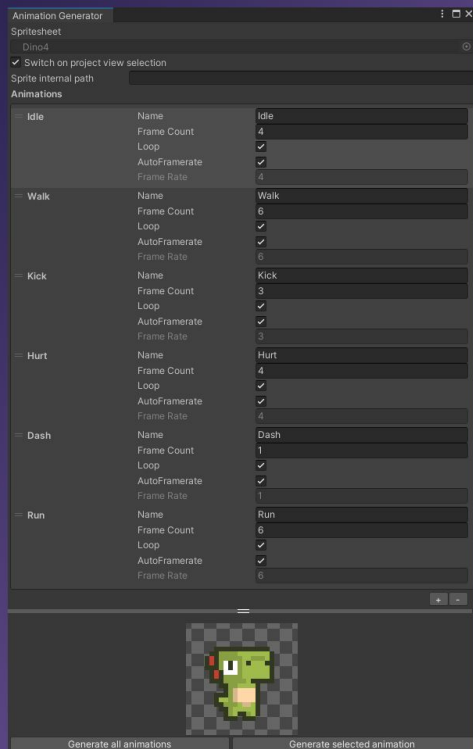 Animation Generator
Spritesheet
Dino4
Switch on project view selection
Sprite internal path
Animations
Idle Name Idle
Frame Count 4
Loop
AutoFramerate
Frame Rate 4
Walk Name Walk
Frame Count 6
Loop
AutoFramerate
Frame Rate 6
Kick Name Kick
Frame Count 3
Loop
AutoFramerate
Frame Rate 3
Hurt Name Hurt
Frame Count 4
Loop
AutoFramerate
Frame Rate 4
Dash Name Dash
Frame Count 1
Loop
AutoFramerate
Frame Rate 1
Run Name Run
Frame Count 6
Loop
AutoFramerate
Frame Rate 6
+ -
Generate all animations Generate selected animation